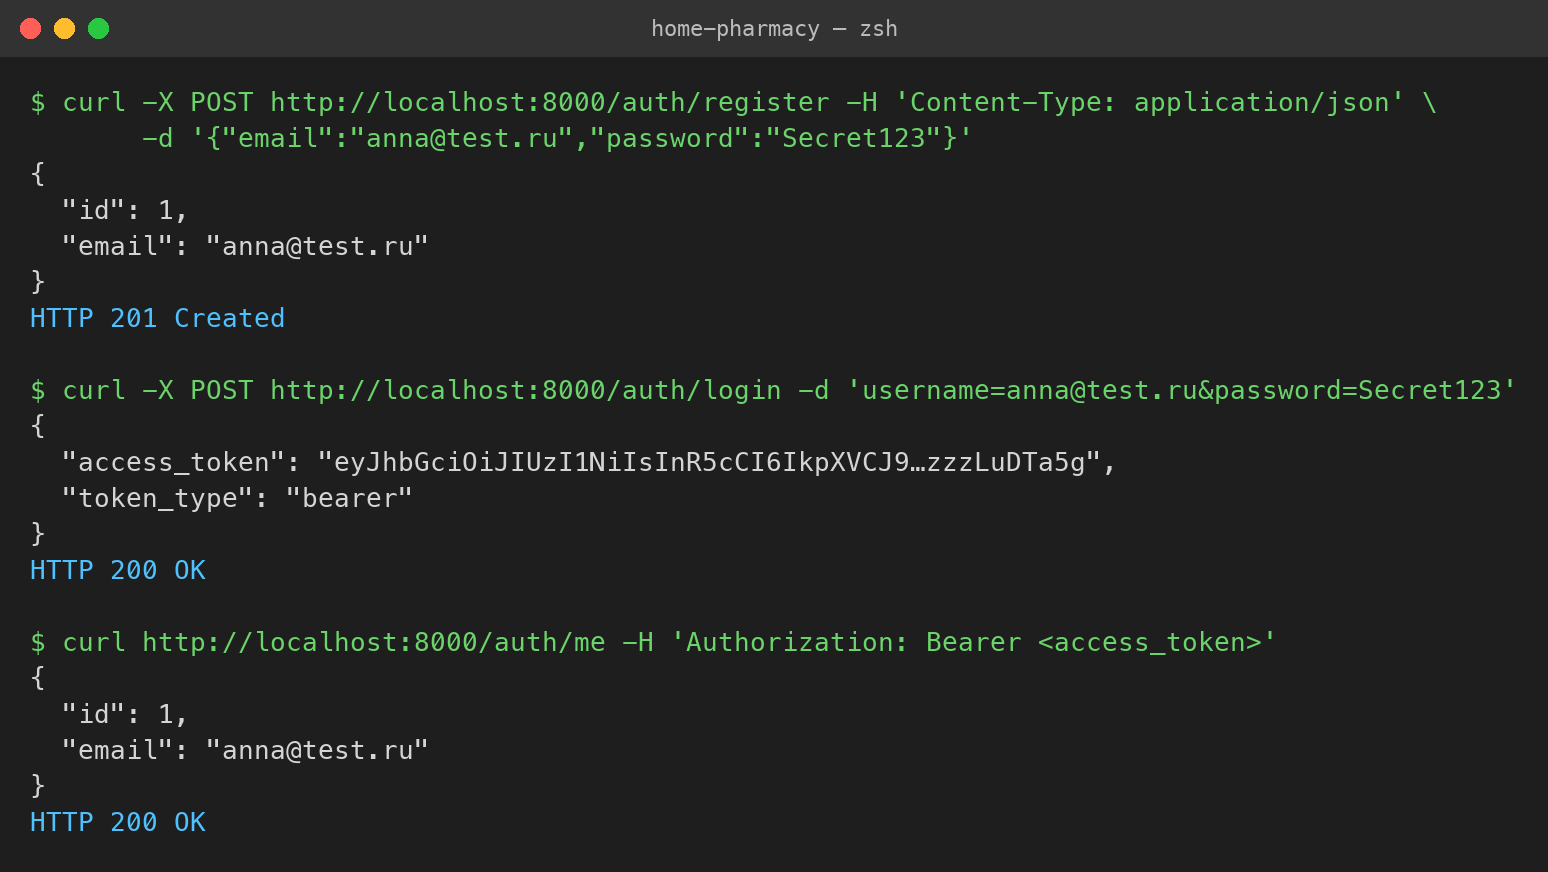 home-pharmacy — zsh
$ curl -X POST http://localhost:8000/auth/register -H 'Content-Type: application/json' \
       -d '{"email":"anna@test.ru","password":"Secret123"}'
{
  "id": 1,
  "email": "anna@test.ru"
}
HTTP 201 Created
$ curl -X POST http://localhost:8000/auth/login -d 'username=anna@test.ru&password=Secret123'
{
  "access_token": "eyJhbGciOiJIUzI1NiIsInR5cCI6IkpXVCJ9…zzzLuDTa5g",
  "token_type": "bearer"
}
HTTP 200 OK
$ curl http://localhost:8000/auth/me -H 'Authorization: Bearer <access_token>'
{
  "id": 1,
  "email": "anna@test.ru"
}
HTTP 200 OK